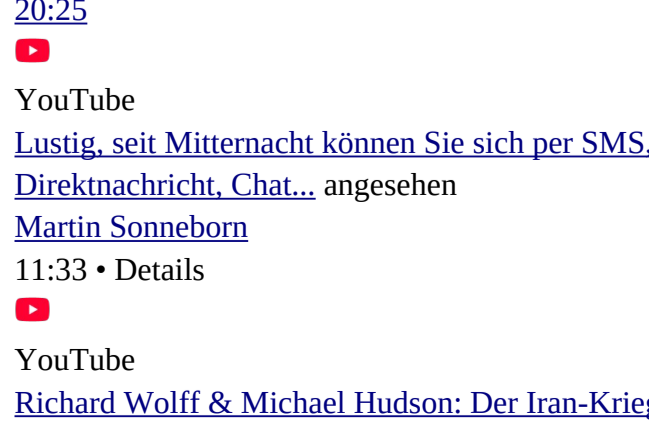 20:25
YouTube
Lustig, seit Mitternacht können Sie sich per SMS,
Direktnachricht, Chat... angesehen
Martin Sonneborn
11:33 • Details
YouTube
Richard Wolff & Michael Hudson: Der Iran-Krieg